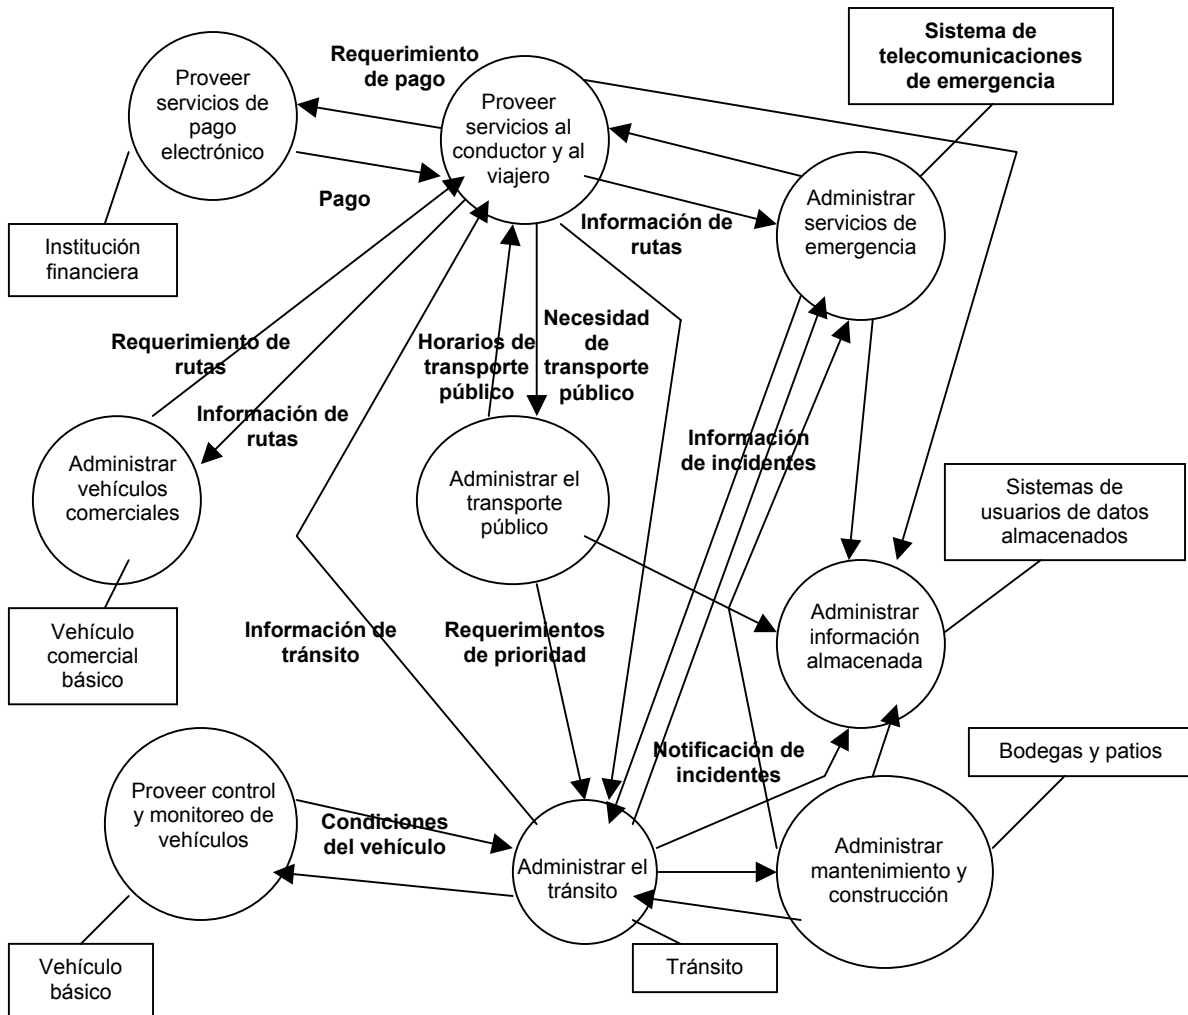 Sistema de
telecomunicaciones
de emergencia
Requerimiento
de pago
Proveer
servicios de
pago
electrónico
Proveer
servicios al
conductor y al
viajero
Administrar
servicios de
emergencia
Pago
Información de
rutas
Institución
financiera
Requerimiento de
rutas
Horarios de
transporte
público
Necesidad
de
transporte
público
Información de
rutas
Información
de incidentes
Administrar
vehículos
comerciales
Administrar el
transporte
público
Sistemas de
usuarios de datos
almacenados
Vehículo
comercial
básico
Información de
tránsito
Requerimientos
de prioridad
Administrar
información
almacenada
Notificación de
incidentes
Bodegas y patios
Proveer control
y monitoreo de
vehículos
Condiciones
del vehículo
Administrar el
tránsito
Administrar
mantenimiento y
construcción
Vehículo
básico
Tránsito